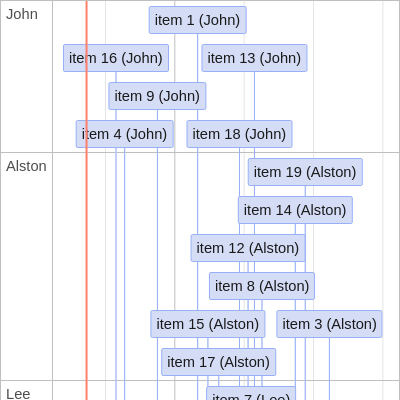 John
item 1 (John)
item 16 (John)
item 13 (John)
item 9 (John)
item 4 (John)
item 18 (John)
Alston
item 19 (Alston)
item 14 (Alston)
item 12 (Alston)
item 8 (Alston)
item 15 (Alston)
item 3 (Alston)
item 17 (Alston)
Lee
item 7 (Lee)